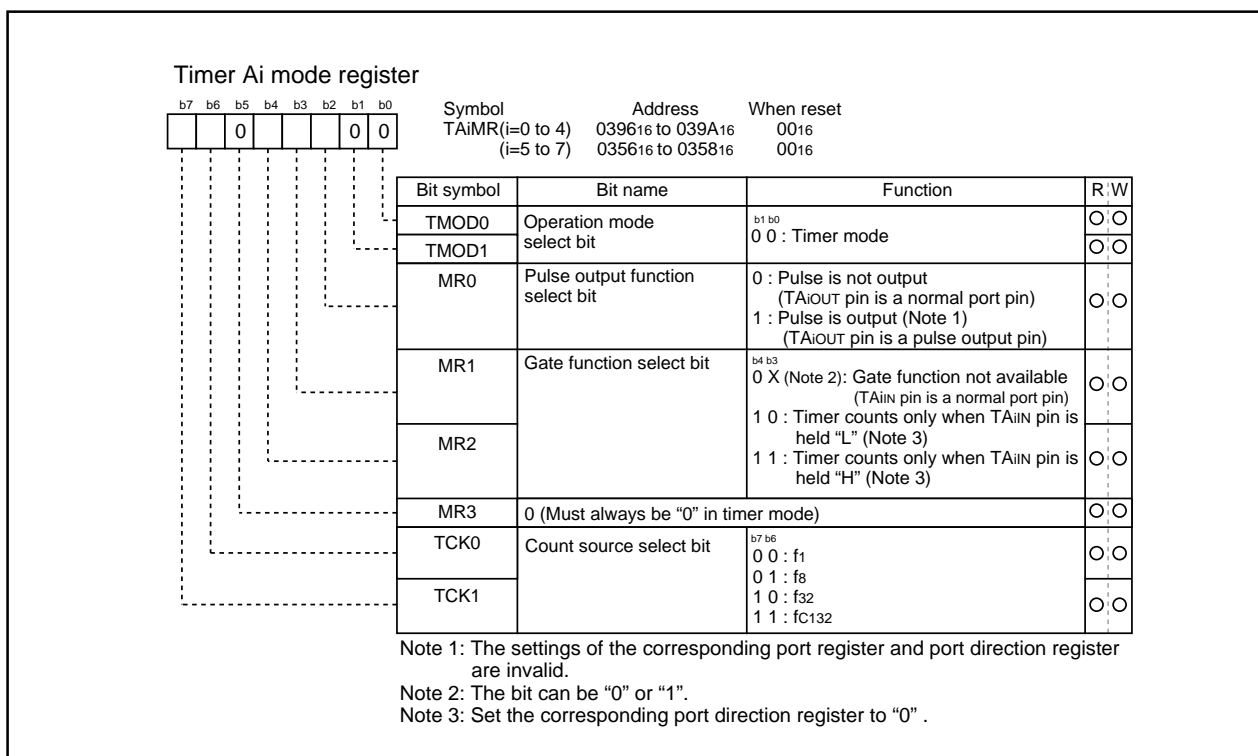 Timer Ai mode register
b7 b6 b5 b4 b3 b2 b1 b0
0 0 0
Symbol Address When reset
TAiMR(i=0 to 4) 039616 to 039A16 0016
(i=5 to 7) 035616 to 035816 0016
Bit symbol Bit name Function R W
TMOD0 Operation mode select bit
TMOD1
b1 b0
0 0 : Timer mode
MR0 Pulse output function select bit
0 : Pulse is not output
(TAiOUT pin is a normal port pin)
1 : Pulse is output (Note 1)
(TAiOUT pin is a pulse output pin)
MR1 Gate function select bit
MR2
b4 b3
0 X (Note 2): Gate function not available
(TAiIN pin is a normal port pin)
1 0 : Timer counts only when TAiIN pin is
held “L” (Note 3)
1 1 : Timer counts only when TAiIN pin is
held “H” (Note 3)
MR3 0 (Must always be “0” in timer mode)
TCK0 Count source select bit
TCK1
b7 b6
0 0 : f1
0 1 : f8
1 0 : f32
1 1 : fC132
Note 1: The settings of the corresponding port register and port direction register
are invalid.
Note 2: The bit can be “0” or “1”.
Note 3: Set the corresponding port direction register to “0” .